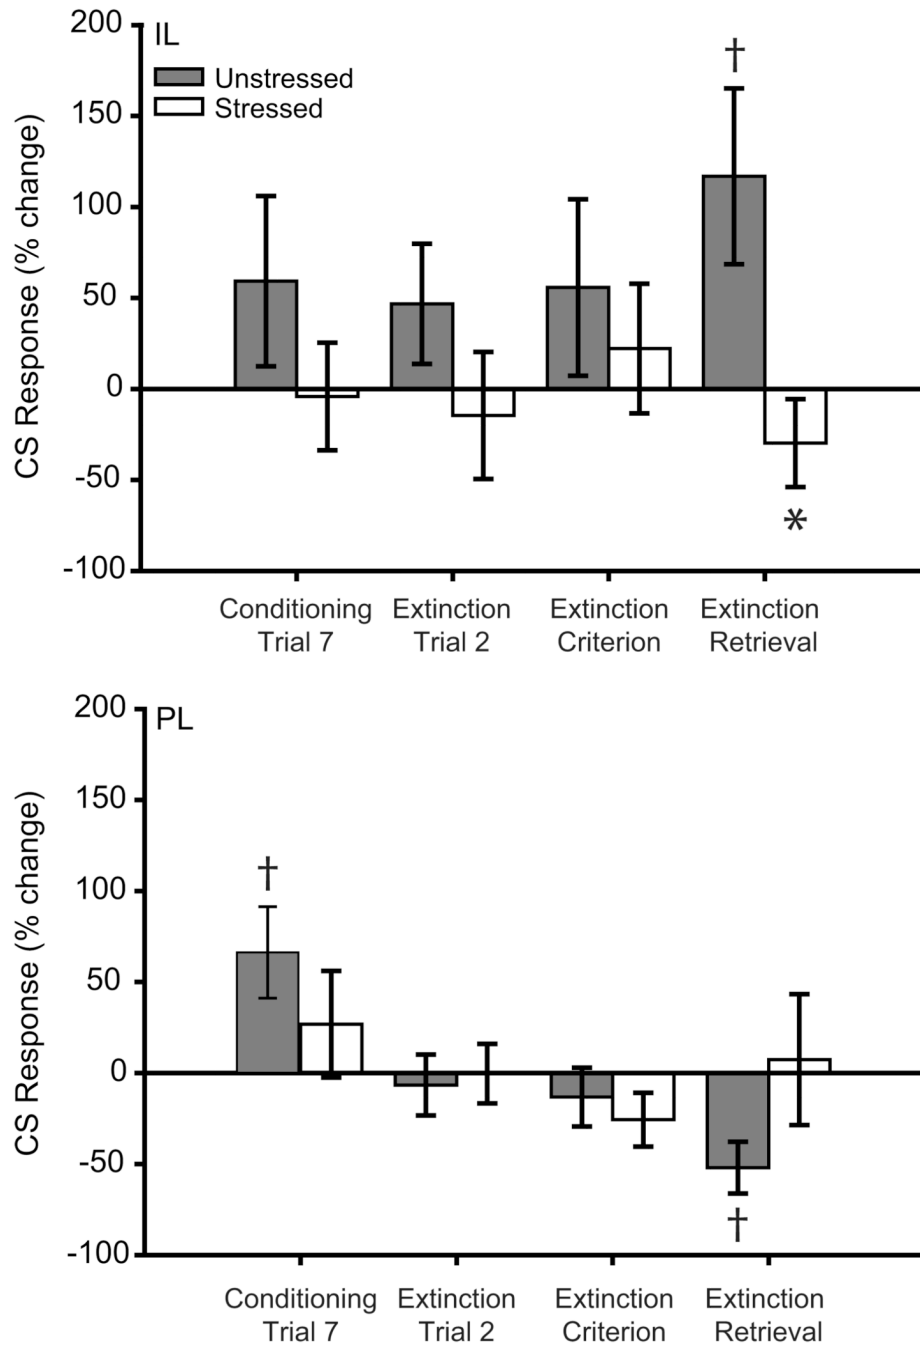 IL
Unstressed
Stressed
CS Response (% change)
200
150
100
50
0
-50
-100
†
*
Conditioning Trial 7
Extinction Trial 2
Extinction Criterion
Extinction Retrieval
PL
CS Response (% change)
200
150
100
50
0
-50
-100
†
†
Conditioning Trial 7
Extinction Trial 2
Extinction Criterion
Extinction Retrieval